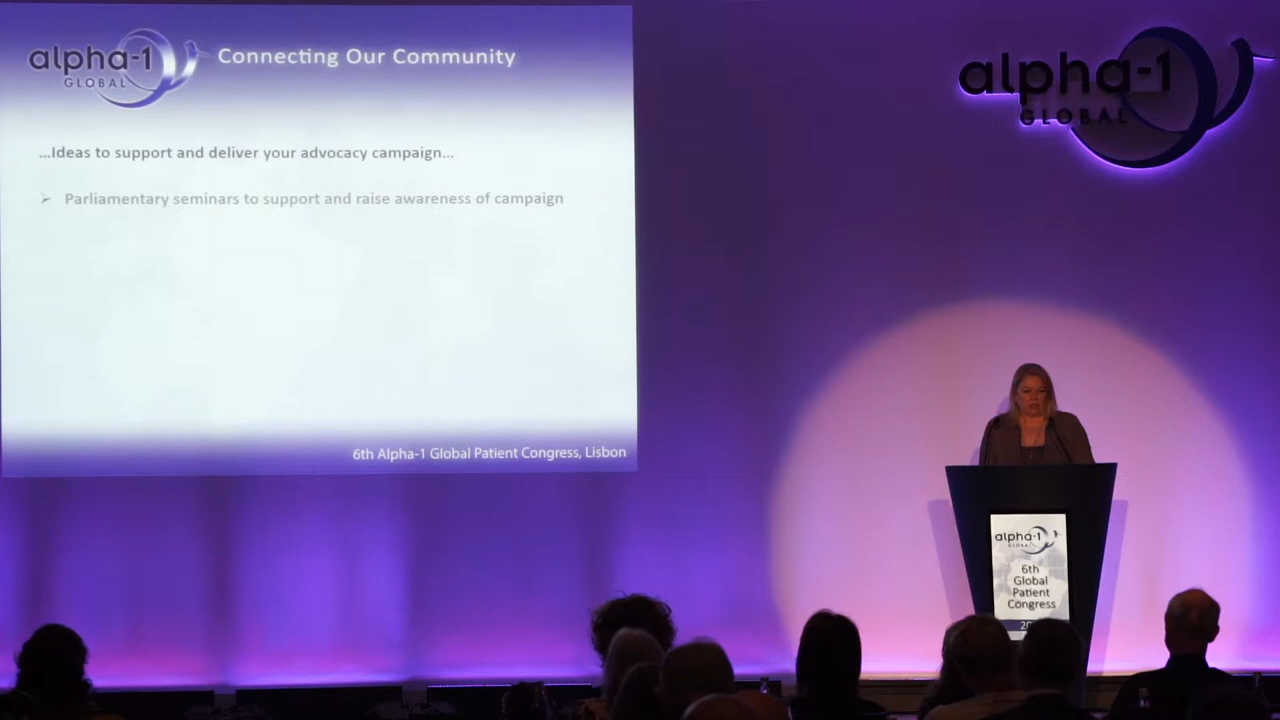 alpha-1
GLOBAL
Connecting Our Community
...Ideas to support and deliver your advocacy campaign...
Parliamentary seminars to support and raise awareness of campaign
6th Alpha-1 Global Patient Congress, Lisbon
alpha-1
GLOBAL
alpha-1
GLOBAL
6th
Global
Patient
Congress